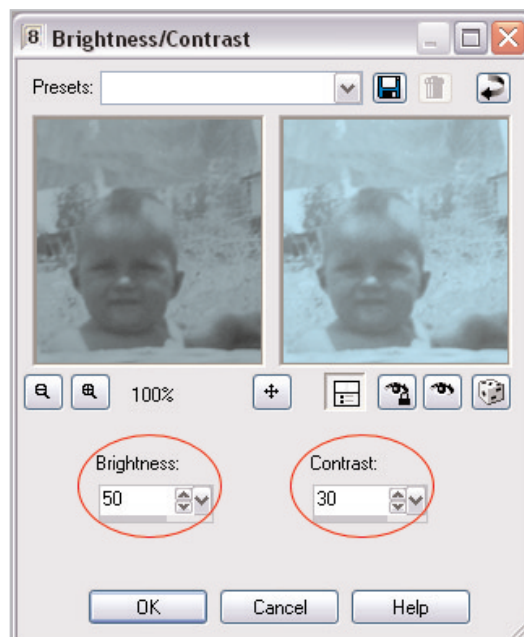 8 Brightness/Contrast
Presets:
100%
Brightness: Contrast:
50 30
OK Cancel Help